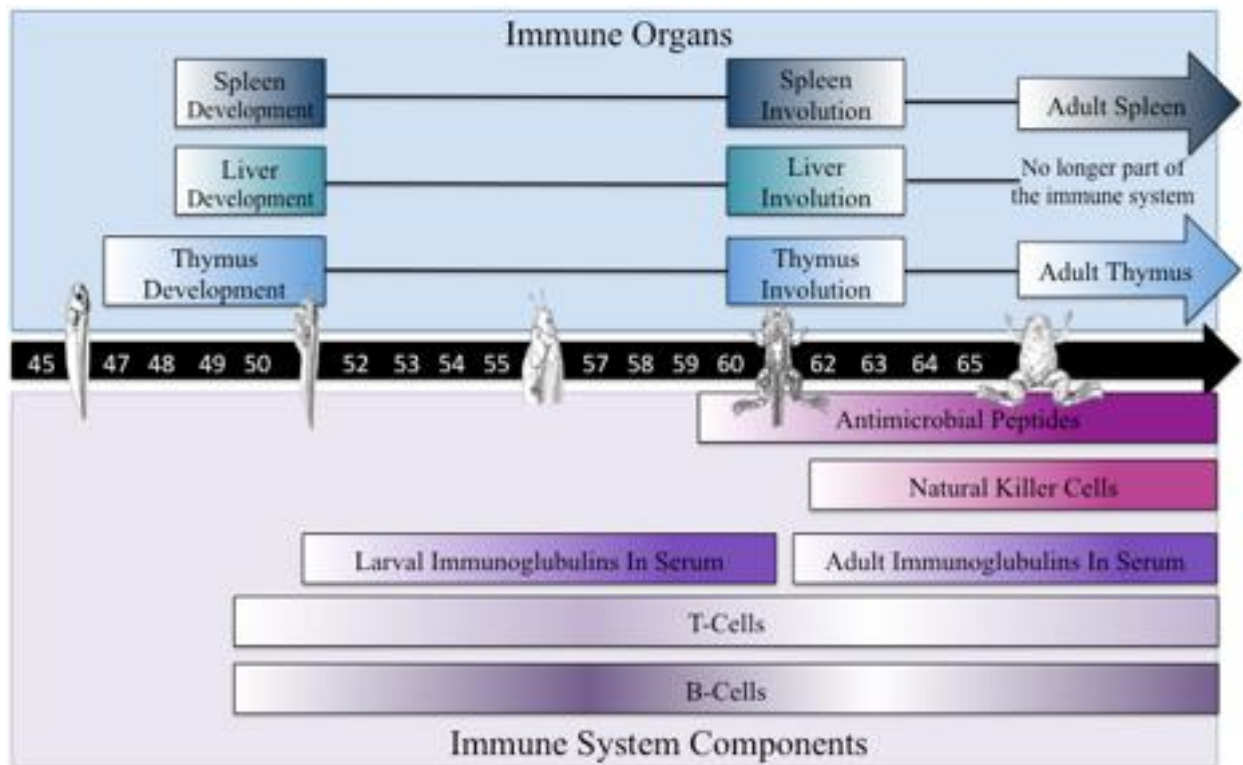 Immune Organs
Spleen
Development
Spleen
Involution
Adult Spleen
Liver
Development
Liver
Involution
No longer part of
the immune system
Thymus
Development
Thymus
Involution
Adult Thymus
45 47 48 49 50 52 53 54 55 57 58 59 60 62 63 64 65
Antimicrobial Peptides
Natural Killer Cells
Larval Immunoglubulins In Serum
Adult Immunoglubulins In Serum
T-Cells
B-Cells
Immune System Components